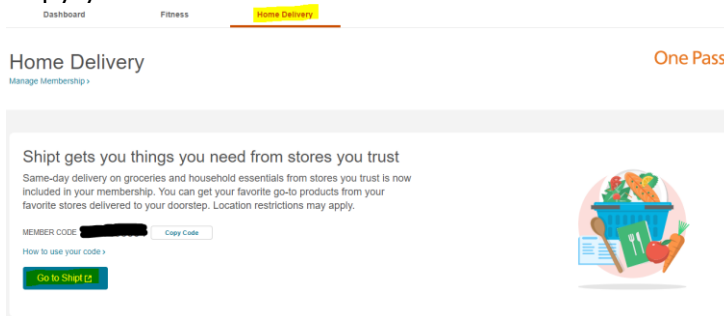 Dashboard Fitness Home Delivery
Home Delivery
One Pass
Manage Membership ›
Shipt gets you things you need from stores you trust
Same-day delivery on groceries and household essentials from stores you trust is now
included in your membership. You can get your favorite go-to products from your
favorite stores delivered to your doorstep. Location restrictions may apply.
MEMBER CODE Copy Code
How to use your code ›
Go to Shipt